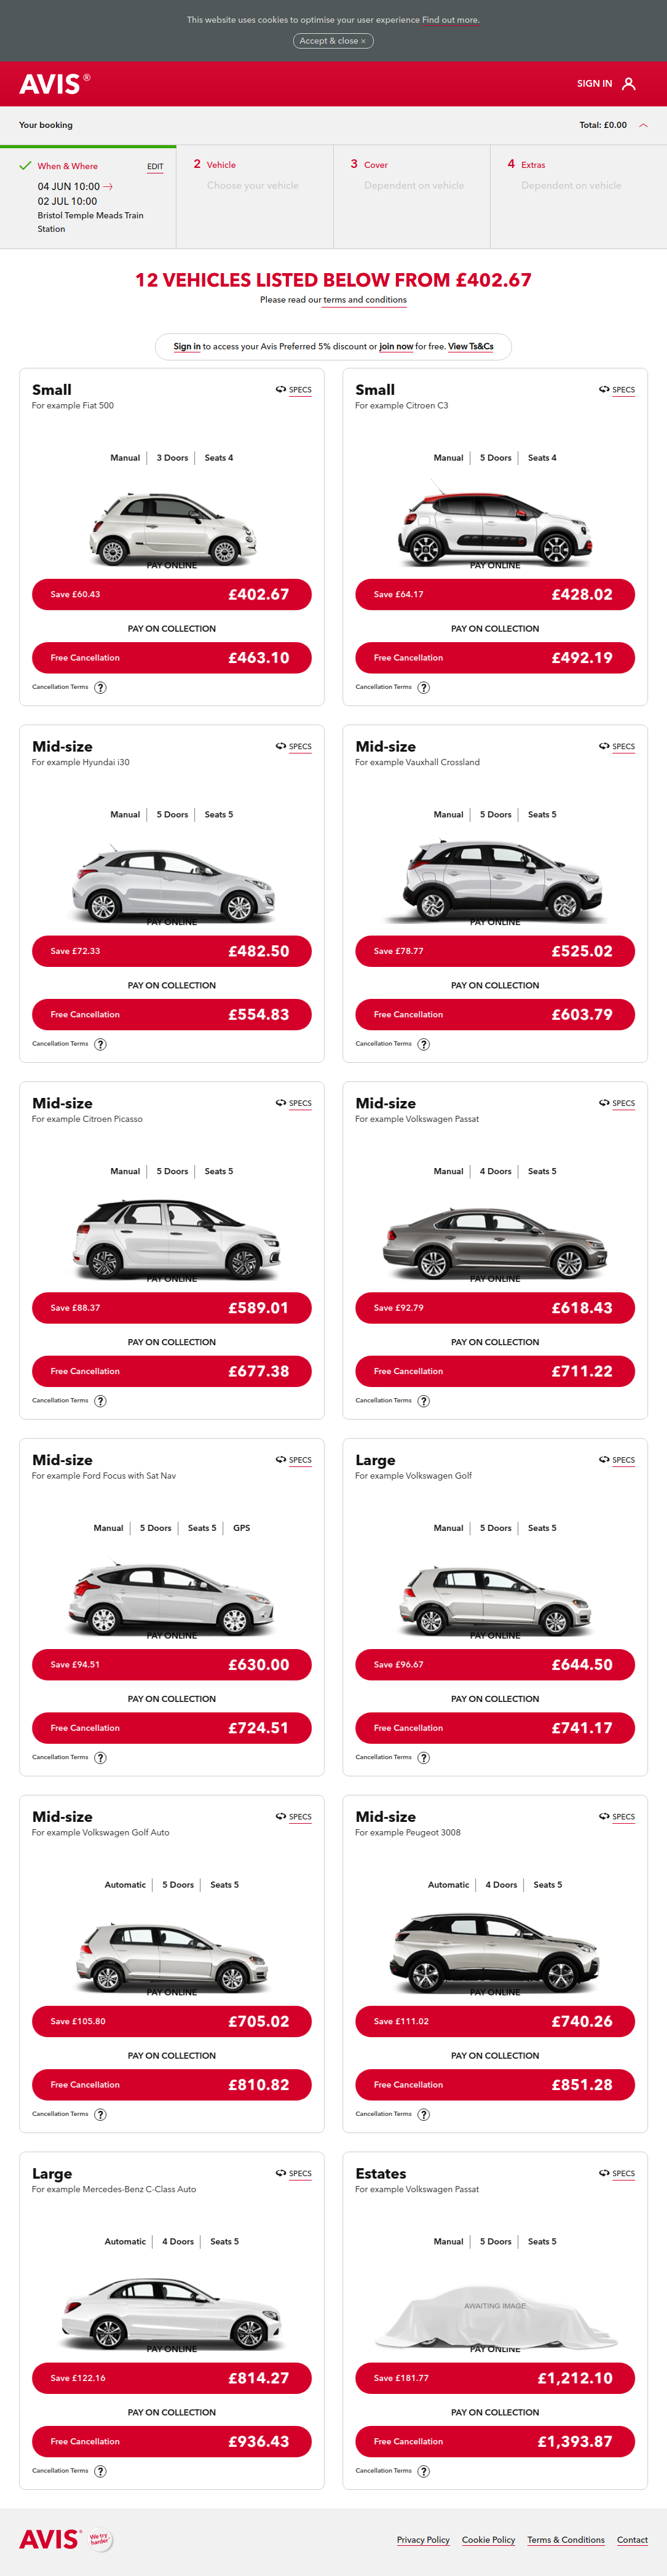 This website uses cookies to optimise your user experience Find out more.
Accept & close ×
AVIS ®
SIGN IN
Your booking
Total: £0.00
When & Where
EDIT
04 JUN 10:00 →
02 JUL 10:00
Bristol Temple Meads Train
Station
2 Vehicle
Choose your vehicle
3 Cover
Dependent on vehicle
4 Extras
Dependent on vehicle
12 VEHICLES LISTED BELOW FROM £402.67
Please read our terms and conditions
Sign in to access your Avis Preferred 5% discount or join now for free. View Ts&Cs
Small
SPECS
For example Fiat 500
Manual | 3 Doors | Seats 4
PAY ONLINE
Save £60.43 £402.67
PAY ON COLLECTION
Free Cancellation £463.10
Cancellation Terms ?
Small
SPECS
For example Citroen C3
Manual | 5 Doors | Seats 4
PAY ONLINE
Save £64.17 £428.02
PAY ON COLLECTION
Free Cancellation £492.19
Cancellation Terms ?
Mid-size
SPECS
For example Hyundai i30
Manual | 5 Doors | Seats 5
PAY ONLINE
Save £72.33 £482.50
PAY ON COLLECTION
Free Cancellation £554.83
Cancellation Terms ?
Mid-size
SPECS
For example Vauxhall Crossland
Manual | 5 Doors | Seats 5
PAY ONLINE
Save £78.77 £525.02
PAY ON COLLECTION
Free Cancellation £603.79
Cancellation Terms ?
Mid-size
SPECS
For example Citroen Picasso
Manual | 5 Doors | Seats 5
PAY ONLINE
Save £88.37 £589.01
PAY ON COLLECTION
Free Cancellation £677.38
Cancellation Terms ?
Mid-size
SPECS
For example Volkswagen Passat
Manual | 4 Doors | Seats 5
PAY ONLINE
Save £92.79 £618.43
PAY ON COLLECTION
Free Cancellation £711.22
Cancellation Terms ?
Mid-size
SPECS
For example Ford Focus with Sat Nav
Manual | 5 Doors | Seats 5 | GPS
PAY ONLINE
Save £94.51 £630.00
PAY ON COLLECTION
Free Cancellation £724.51
Cancellation Terms ?
Large
SPECS
For example Volkswagen Golf
Manual | 5 Doors | Seats 5
PAY ONLINE
Save £96.67 £644.50
PAY ON COLLECTION
Free Cancellation £741.17
Cancellation Terms ?
Mid-size
SPECS
For example Volkswagen Golf Auto
Automatic | 5 Doors | Seats 5
PAY ONLINE
Save £105.80 £705.02
PAY ON COLLECTION
Free Cancellation £810.82
Cancellation Terms ?
Mid-size
SPECS
For example Peugeot 3008
Automatic | 4 Doors | Seats 5
PAY ONLINE
Save £111.02 £740.26
PAY ON COLLECTION
Free Cancellation £851.28
Cancellation Terms ?
Large
SPECS
For example Mercedes-Benz C-Class Auto
Automatic | 4 Doors | Seats 5
PAY ONLINE
Save £122.16 £814.27
PAY ON COLLECTION
Free Cancellation £936.43
Cancellation Terms ?
Estates
SPECS
For example Volkswagen Passat
Manual | 5 Doors | Seats 5
AWAITING IMAGE
PAY ONLINE
Save £181.77 £1,212.10
PAY ON COLLECTION
Free Cancellation £1,393.87
Cancellation Terms ?
AVIS
We try
harder.
Privacy Policy
Cookie Policy
Terms & Conditions
Contact